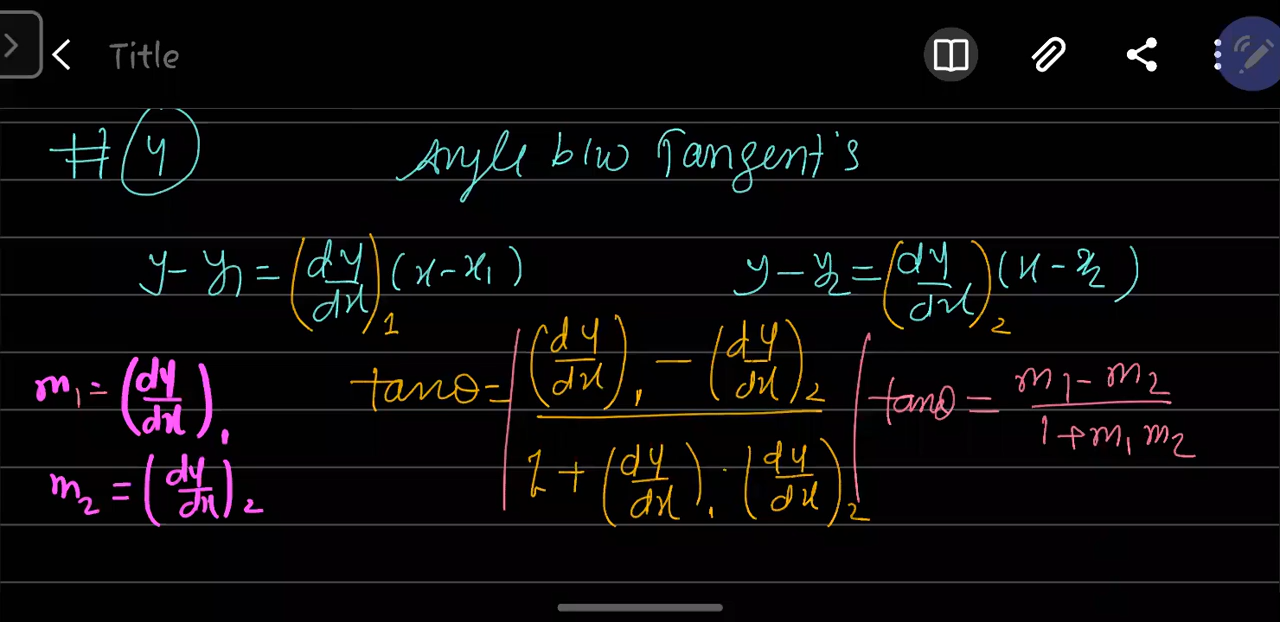 Title
# 4 Angle b/w Tangent's
y - y₁ = (dy/dx)₁ (x - x₁) y - y₂ = (dy/dx)₂ (x - x₂)
m₁ = (dy/dx)₁ tanθ = | ((dy/dx)₁ - (dy/dx)₂) / (1 + (dy/dx)₁ · (dy/dx)₂) | tanθ = (m₁ - m₂) / (1 + m₁ m₂)
m₂ = (dy/dx)₂